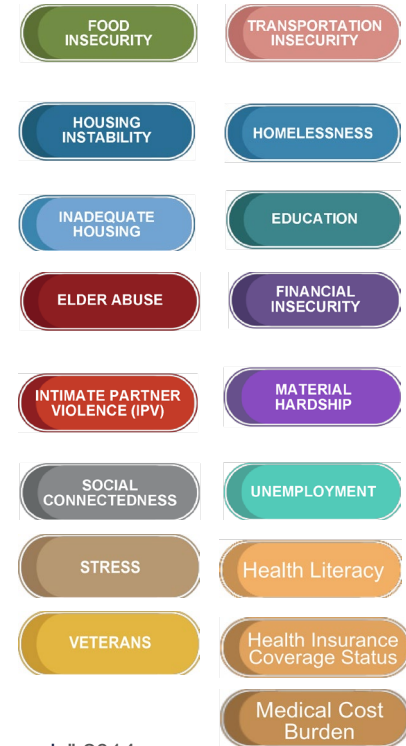 FOOD
INSECURITY
TRANSPORTATION
INSECURITY
HOUSING
INSTABILITY
HOMELESSNESS
INADEQUATE
HOUSING
EDUCATION
ELDER ABUSE
FINANCIAL
INSECURITY
INTIMATE PARTNER
VIOLENCE (IPV)
MATERIAL
HARDSHIP
SOCIAL
CONNECTEDNESS
UNEMPLOYMENT
STRESS
Health Literacy
VETERANS
Health Insurance
Coverage Status
Medical Cost
Burden